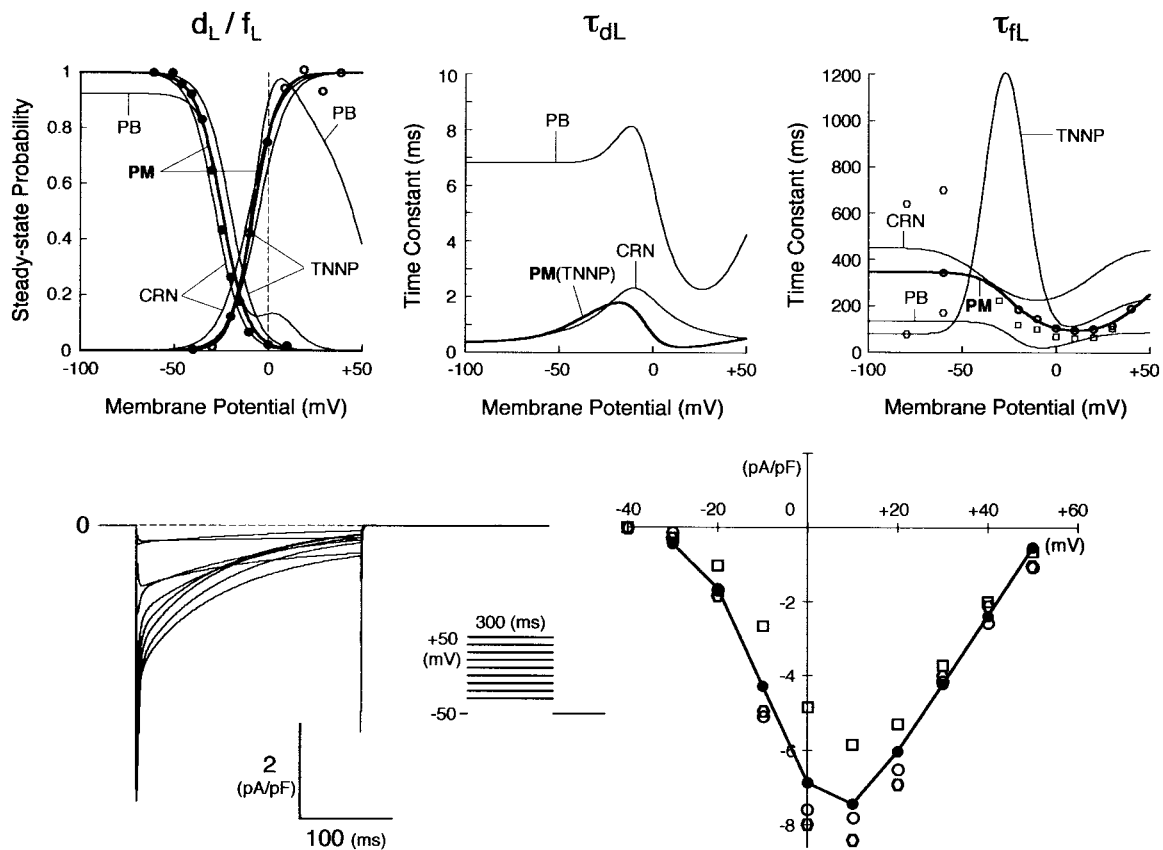 d_L / f_L
τ_dL
τ_fL
Steady-state Probability
1
0.8
0.6
0.4
0.2
0
PB
PM
CRN
PB
TNNP
-100
-50
0
+50
Membrane Potential (mV)
Time Constant (ms)
10
8
6
4
2
0
PB
PM(TNNP)
CRN
-100
-50
0
+50
Membrane Potential (mV)
Time Constant (ms)
1200
1000
800
600
400
200
0
TNNP
CRN
PB
PM
-100
-50
0
+50
Membrane Potential (mV)
0
2
(pA/pF)
100 (ms)
300 (ms)
+50
(mV)
-50
(pA/pF)
-40
-20
0
+20
+40
+60
(mV)
-2
-4
-6
-8